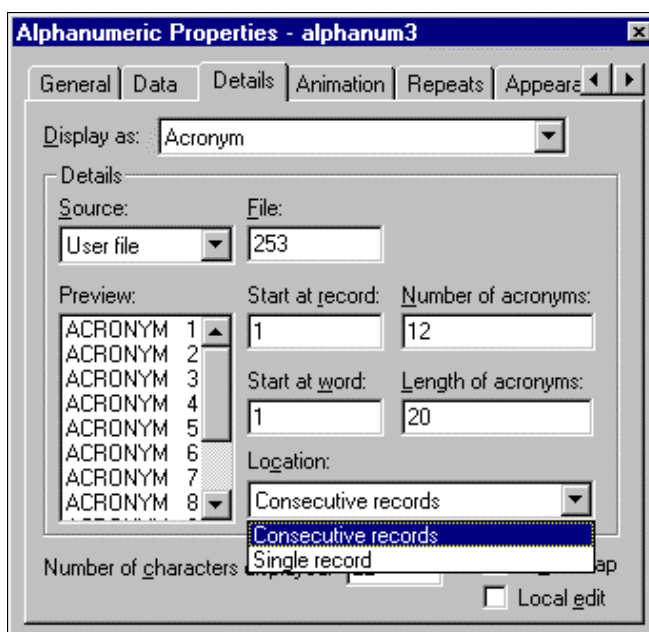 Alphanumeric Properties - alphanum3
General Data Details Animation Repeats Appeara
Display as: Acronym
Details
Source: File:
User file 253
Preview: Start at record: Number of acronyms:
ACRONYM 1 1 12
ACRONYM 2
ACRONYM 3 Start at word: Length of acronyms:
ACRONYM 4
ACRONYM 5 1 20
ACRONYM 6 Location:
ACRONYM 7
ACRONYM 8 Consecutive records
Consecutive records
Single record
Number of characters ap
Local edit